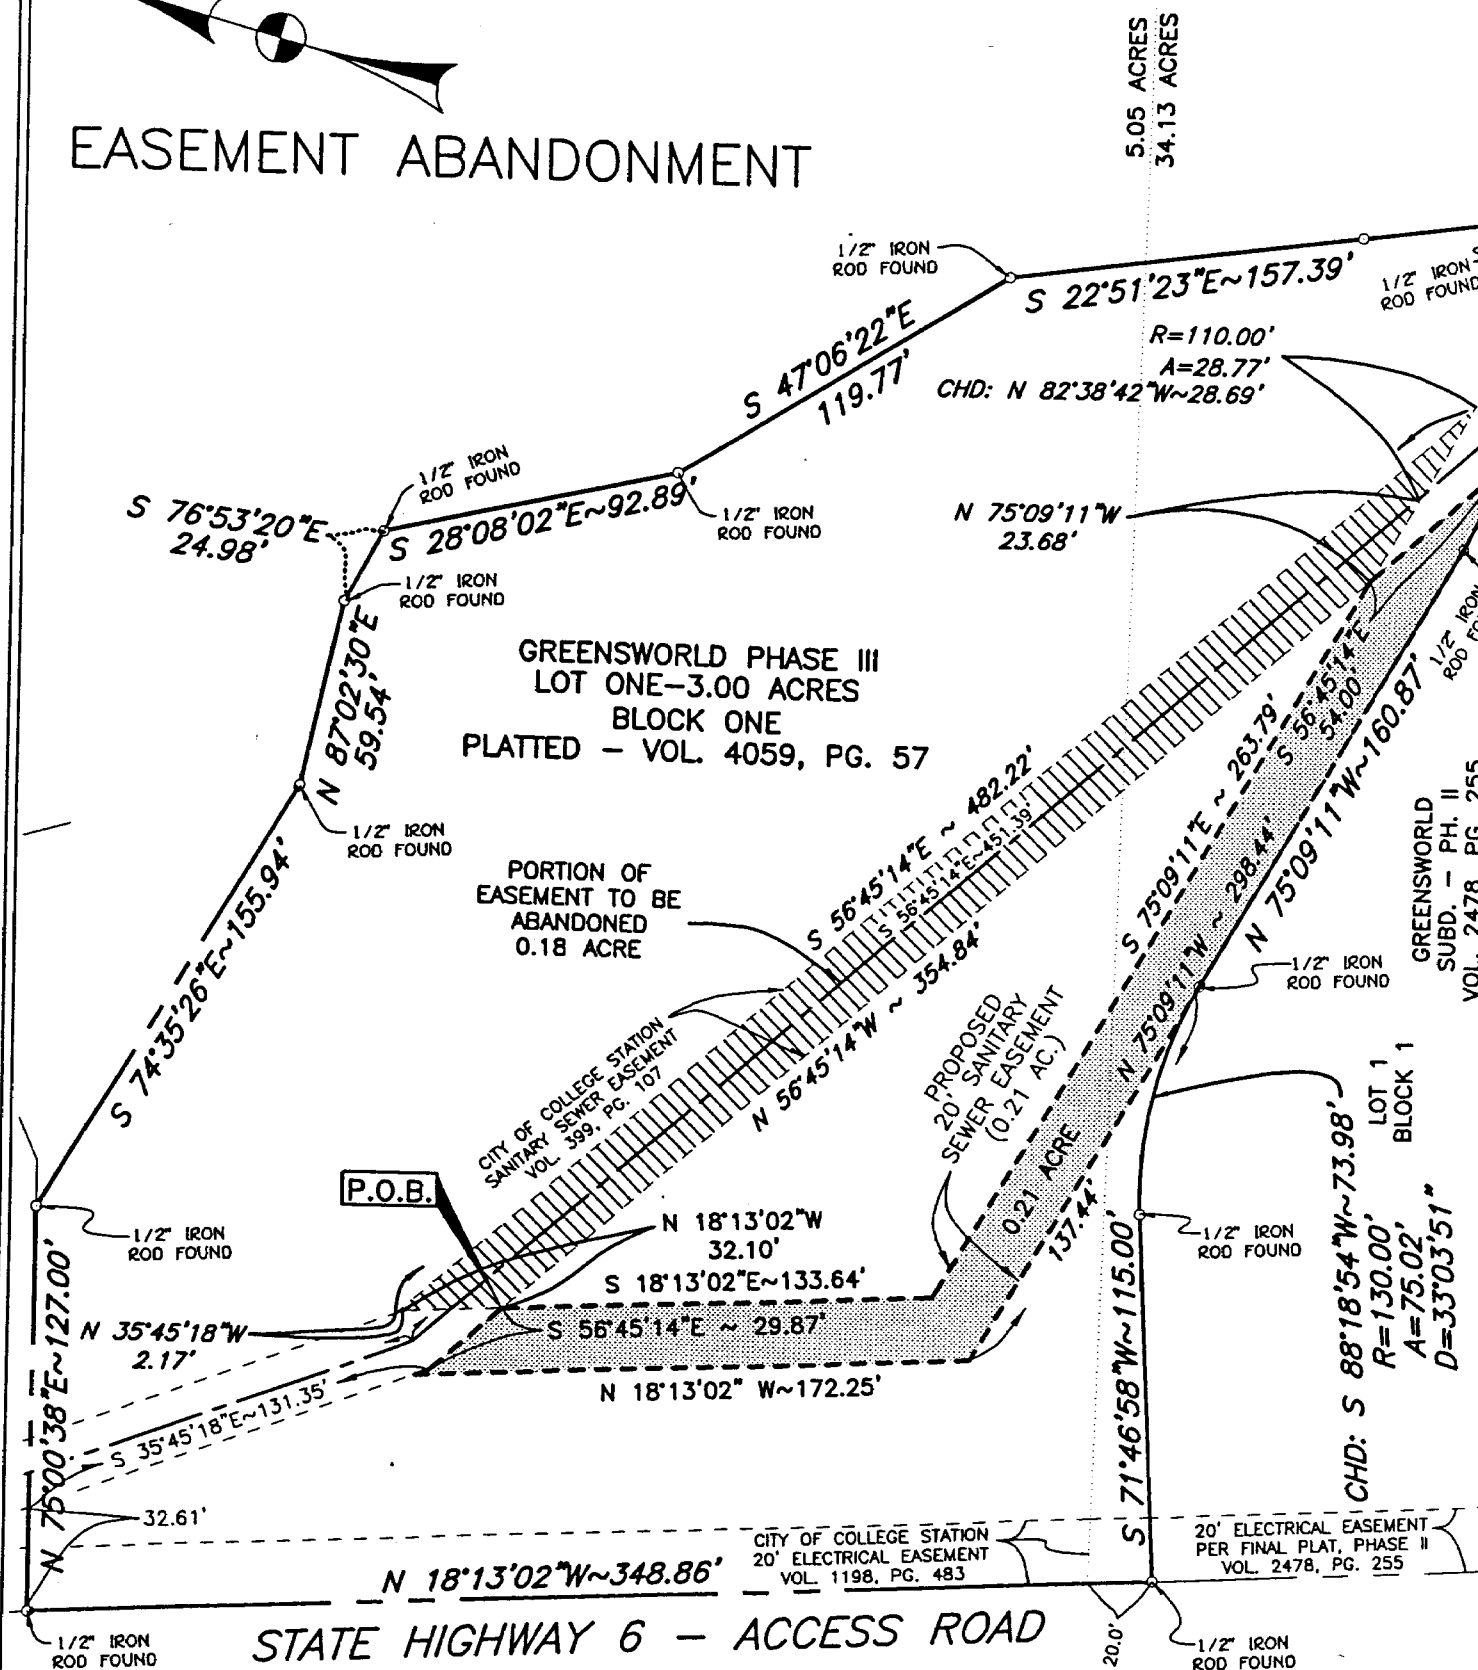 5.05 ACRES
34.13 ACRES
EASEMENT ABANDONMENT
1/2" IRON
ROD FOUND
S 22°51'23"E~157.39'
1/2" IRON
ROD FOUND
S 47°06'22"E
119.77'
R=110.00'
A=28.77'
CHD: N 82°38'42"W~28.69'
1/2" IRON
ROD FOUND
S 76°53'20"E
24.98'
S 28°08'02"E~92.89'
1/2" IRON
ROD FOUND
N 75°09'11"W
23.68'
1/2" IRON
ROD FOUND
N 87°02'30"E
59.54'
GREENSWORLD PHASE III
LOT ONE-3.00 ACRES
BLOCK ONE
PLATTED - VOL. 4059, PG. 57
1/2" IRON
ROD
S 56°45'14"E
54.00'
1/2" IRON
ROD FOUND
S 74°35'26"E~155.94'
PORTION OF
EASEMENT TO BE
ABANDONED
0.18 ACRE
S 56°45'14"E ~ 482.22'
S 56°45'14"E~451.39'
N 56°45'14"W ~ 354.84'
S 75°09'11"E ~ 263.79'
N 75°09'11"W ~ 298.44'
N 75°09'11"W~160.87'
GREENSWORLD
SUBD. - PH. II
VOL. 2478, PG. 255
1/2" IRON
ROD FOUND
LOT 1
BLOCK 1
CITY OF COLLEGE STATION
SANITARY SEWER EASEMENT
VOL. 399, PG. 107
PROPOSED
20' SANITARY
SEWER EASEMENT
(0.21 AC.)
0.21 ACRE
137.44'
P.O.B.
1/2" IRON
ROD FOUND
N 18°13'02"W
32.10'
S 18°13'02"E~133.64'
1/2" IRON
ROD FOUND
N 35°45'18"W
2.17'
S 56°45'14"E ~ 29.87'
N 18°13'02" W~172.25'
S 35°45'18"E~131.35'
N 75°00'38"E~127.00'
32.61'
S 71°46'58"W~115.00'
CHD: S 88°18'54"W~73.98'
R=130.00'
A=75.02'
D=33°03'51"
CITY OF COLLEGE STATION
20' ELECTRICAL EASEMENT
VOL. 1198, PG. 483
20' ELECTRICAL EASEMENT
PER FINAL PLAT, PHASE II
VOL. 2478, PG. 255
N 18°13'02"W~348.86'
STATE HIGHWAY 6 - ACCESS ROAD
20.0'
1/2" IRON
ROD FOUND
1/2" IRON
ROD FOUND